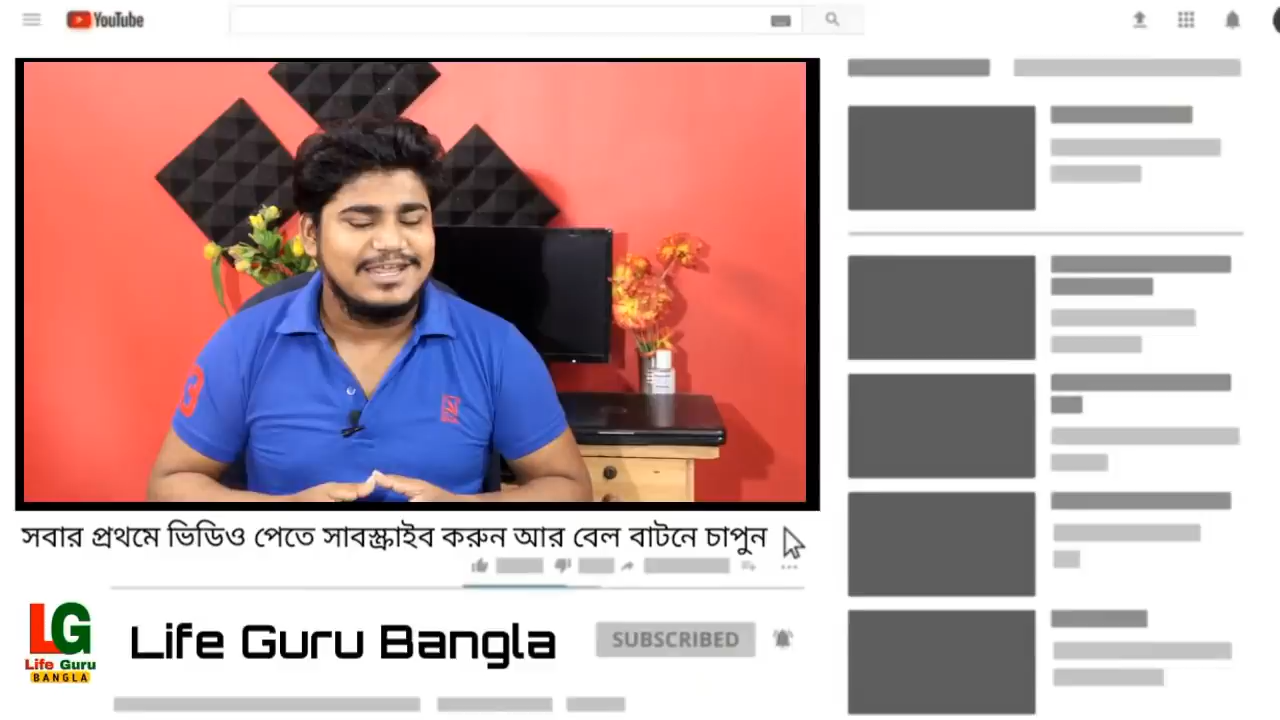 YouTube
সবার প্রথমে ভিডিও পেতে সাবস্ক্রাইব করুন আর বেল বাটনে চাপুন
LG
Life Guru
BANGLA
Life Guru Bangla
SUBSCRIBED